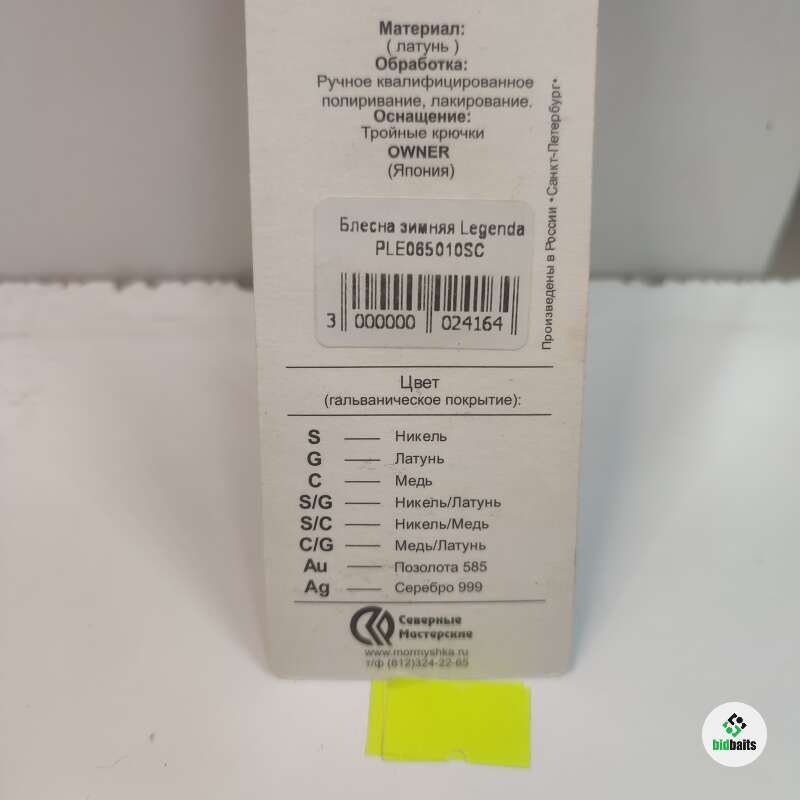 Материал:
( латунь )
Обработка:
Ручное квалифицированное
полиривание, лакирование.
Оснащение:
Тройные крючки
OWNER
(Япония)
Произведены в России •Санкт-Петербург•
Блесна зимняя Legenda
PLE065010SC
3 000000 024164
Цвет
(гальваническое покрытие):
S — Никель
G — Латунь
C — Медь
S/G — Никель/Латунь
S/C — Никель/Медь
C/G — Медь/Латунь
Au — Позолота 585
Ag — Серебро 999
Северные
Мастерские
www.mormyshka.ru
т/ф (812)324-22-65
bidbaits